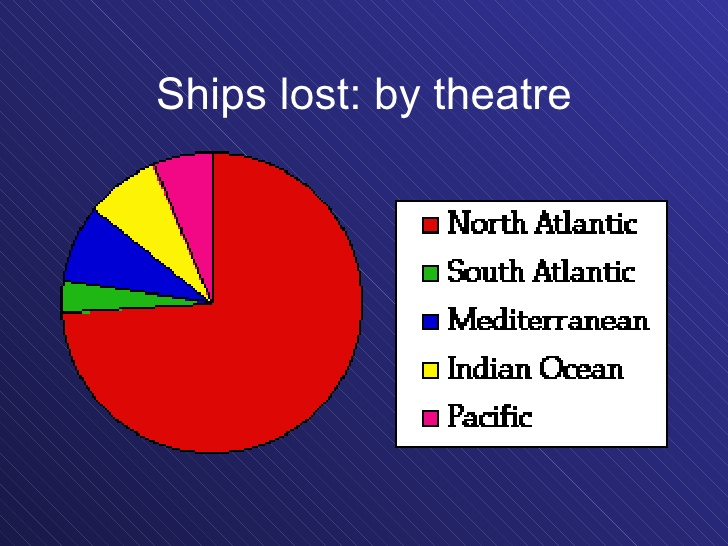 Ships lost: by theatre
North Atlantic
South Atlantic
Mediterranean
Indian Ocean
Pacific